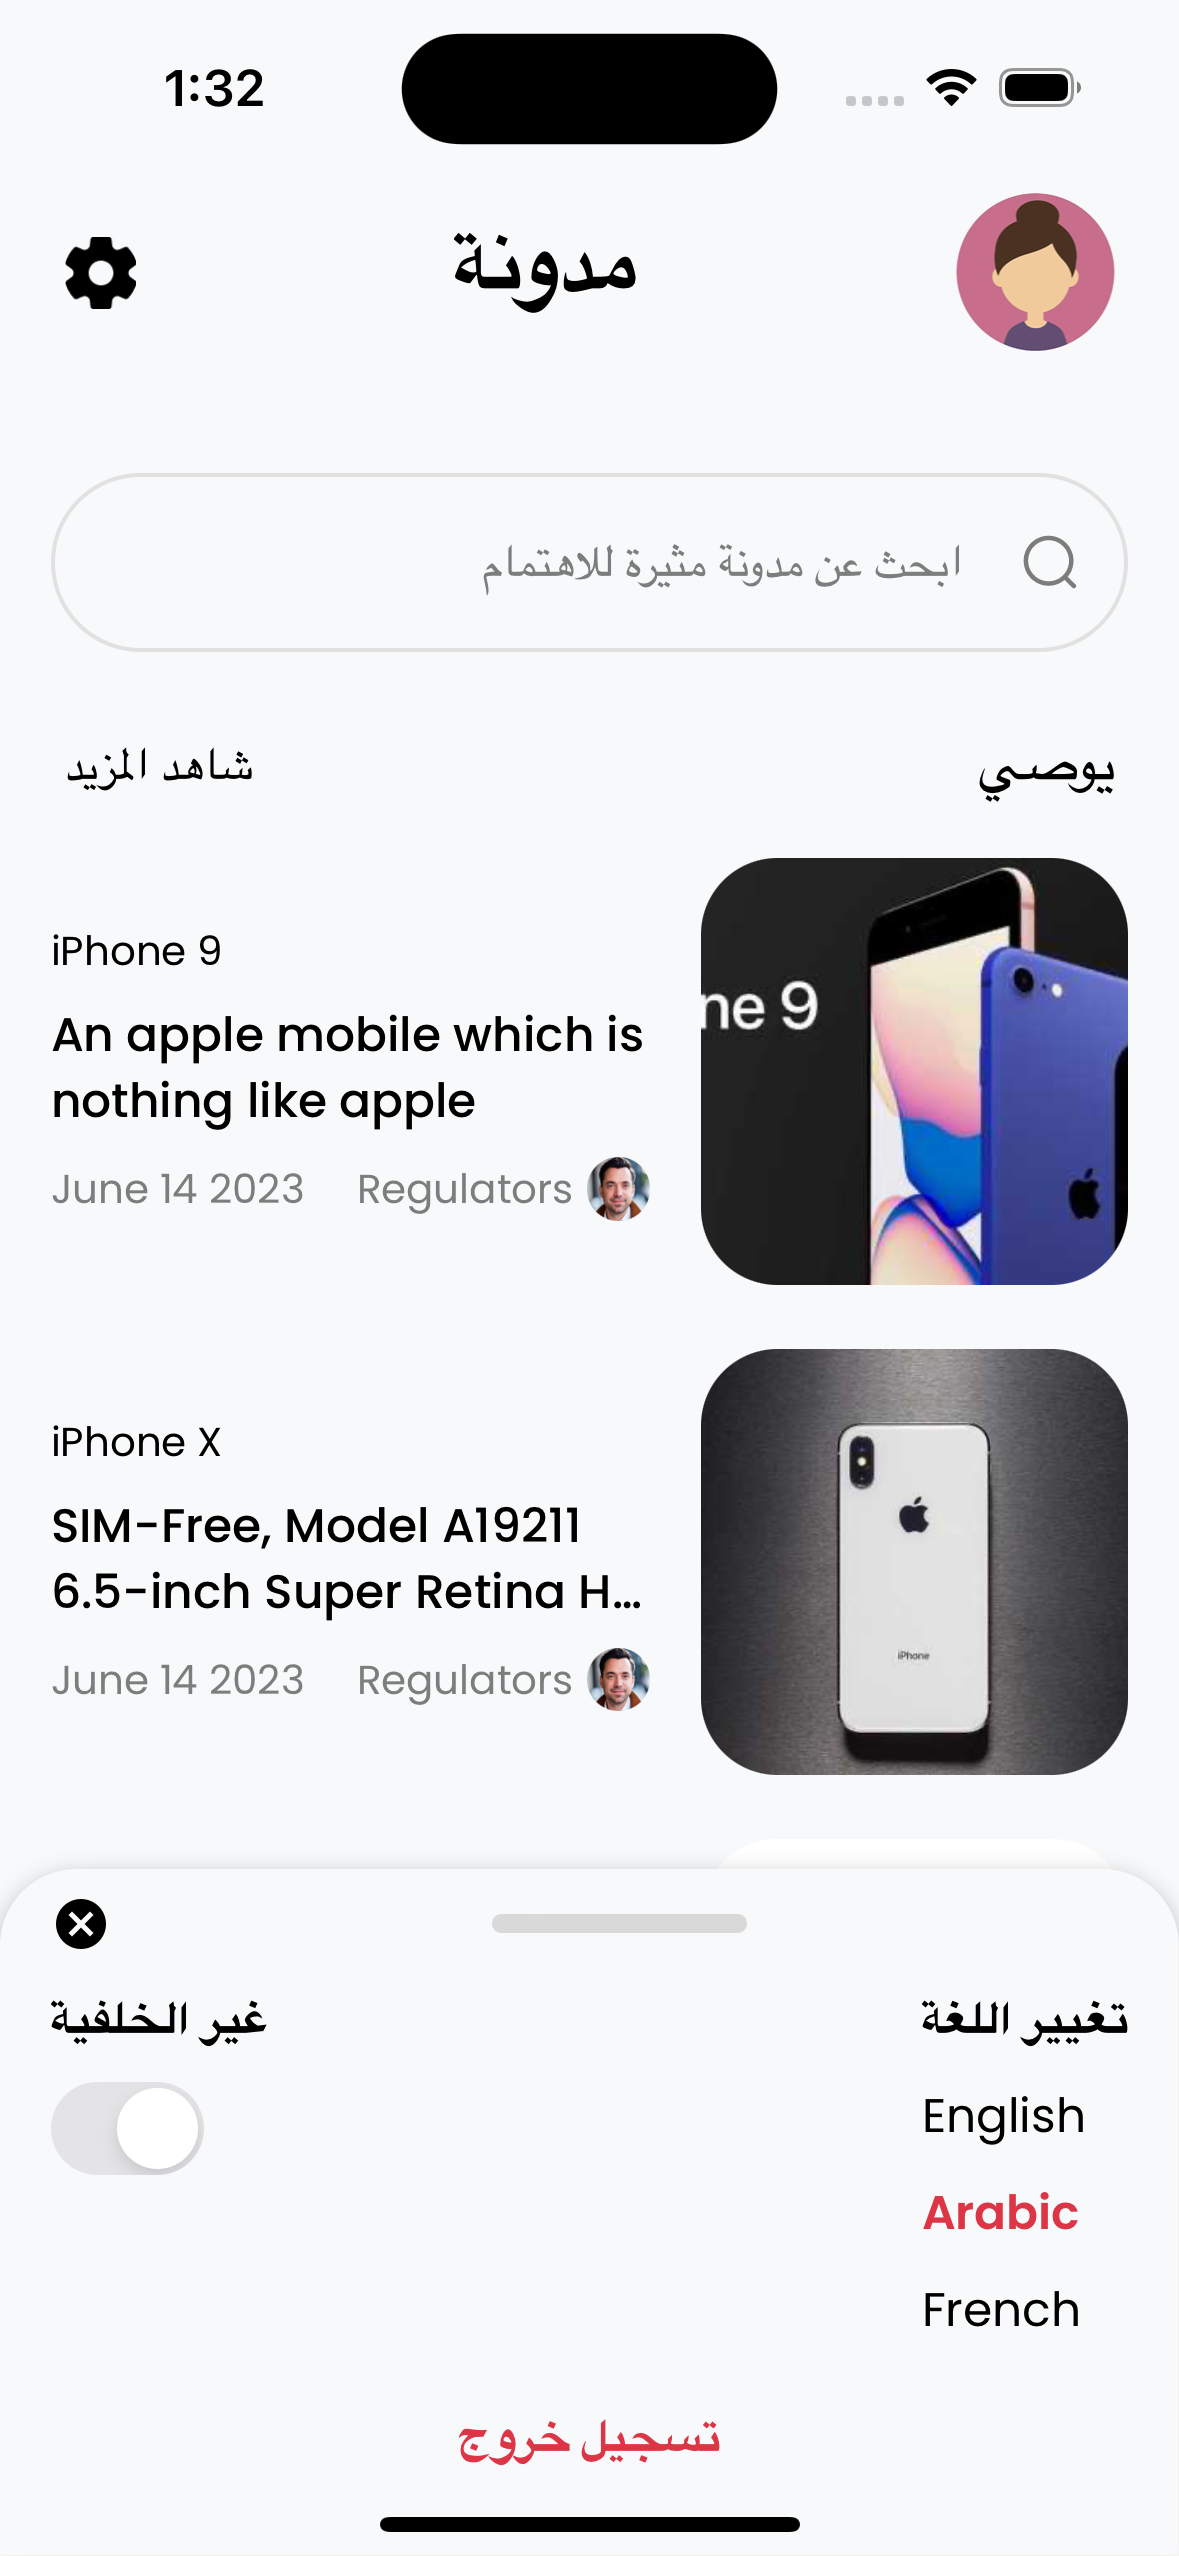 1:32
مدونة
ابحث عن مدونة مثيرة للاهتمام
يوصي
شاهد المزيد
ne 9
iPhone 9
An apple mobile which is
nothing like apple
June 14 2023 Regulators
iPhone
iPhone X
SIM-Free, Model A19211
6.5-inch Super Retina H...
June 14 2023 Regulators
تغيير اللغة
غير الخلفية
English
Arabic
French
تسجيل خروج